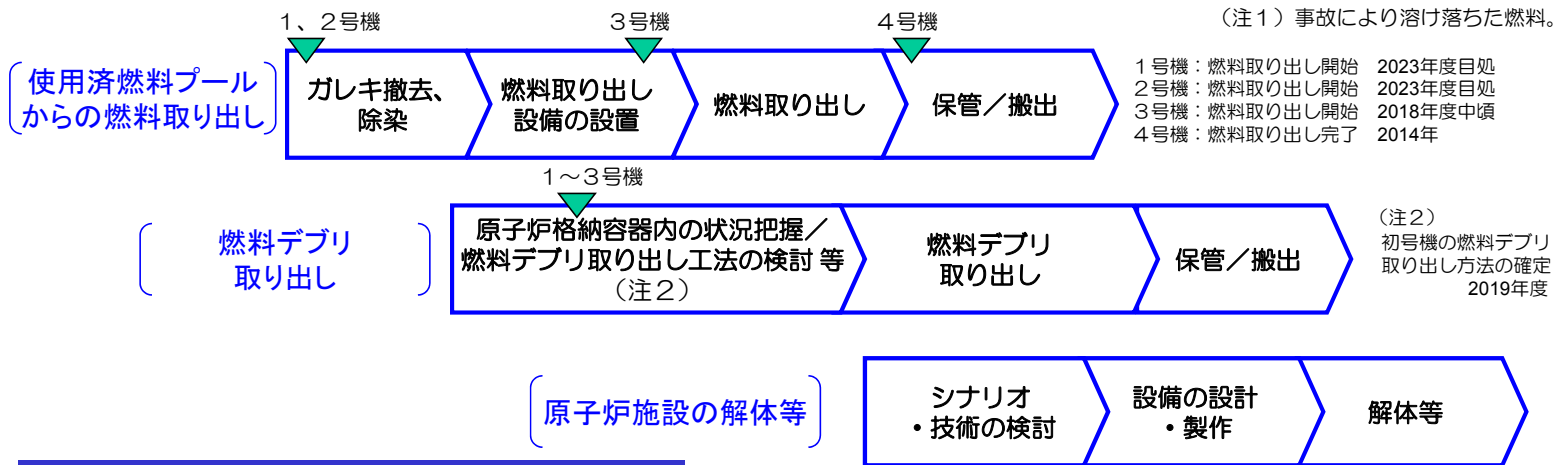 （注１）事故により溶け落ちた燃料。
１、２号機
３号機
４号機
使用済燃料プール
からの燃料取り出し
ガレキ撤去、
除染
燃料取り出し
設備の設置
燃料取り出し
保管／搬出
１号機：燃料取り出し開始　2023年度目処
２号機：燃料取り出し開始　2023年度目処
３号機：燃料取り出し開始　2018年度中頃
４号機：燃料取り出し完了　2014年
１～３号機
燃料デブリ
取り出し
原子炉格納容器内の状況把握／
燃料デブリ取り出し工法の検討 等
（注２）
燃料デブリ
取り出し
保管／搬出
（注２）
初号機の燃料デブリ
取り出し方法の確定
2019年度
原子炉施設の解体等
シナリオ
・技術の検討
設備の設計
・製作
解体等